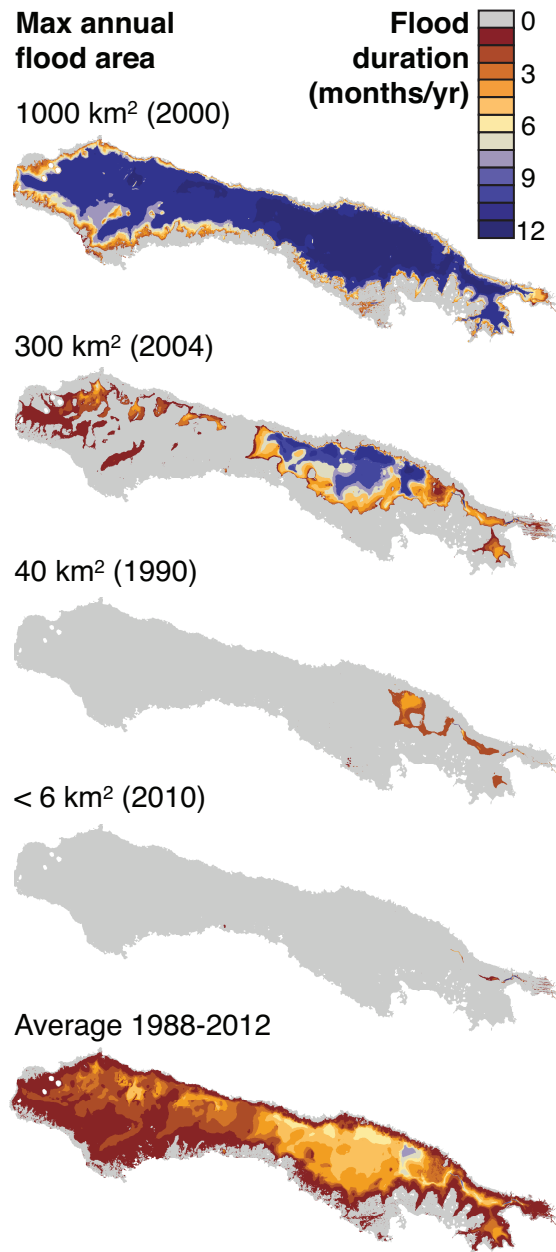 Max annual
flood area
Flood
duration
(months/yr)
0
3
6
9
12
1000 km² (2000)
300 km² (2004)
40 km² (1990)
< 6 km² (2010)
Average 1988-2012